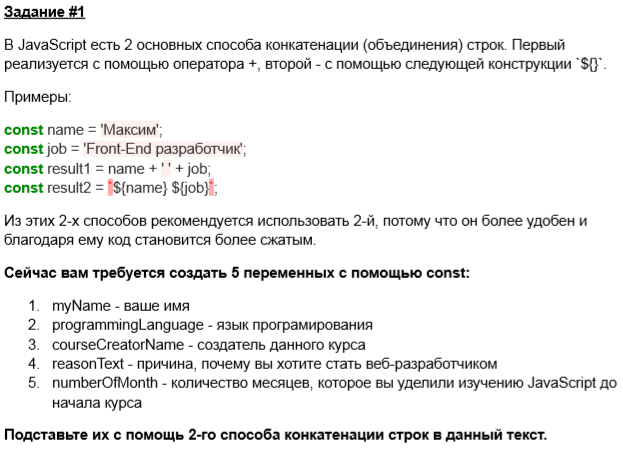 Задание #1
В JavaScript есть 2 основных способа конкатенации (объединения) строк. Первый
реализуется с помощью оператора +, второй - с помощью следующей конструкции `${}`.
Примеры:
const name = 'Максим';
const job = 'Front-End разработчик';
const result1 = name + ' ' + job;
const result2 = `${name} ${job}`;
Из этих 2-х способов рекомендуется использовать 2-й, потому что он более удобен и
благодаря ему код становится более сжатым.
Сейчас вам требуется создать 5 переменных с помощью const:
1. myName - ваше имя
2. programmingLanguage - язык програмирования
3. courseCreatorName - создатель данного курса
4. reasonText - причина, почему вы хотите стать веб-разработчиком
5. numberOfMonth - количество месяцев, которое вы уделили изучению JavaScript до
начала курса
Подставьте их с помощь 2-го способа конкатенации строк в данный текст.